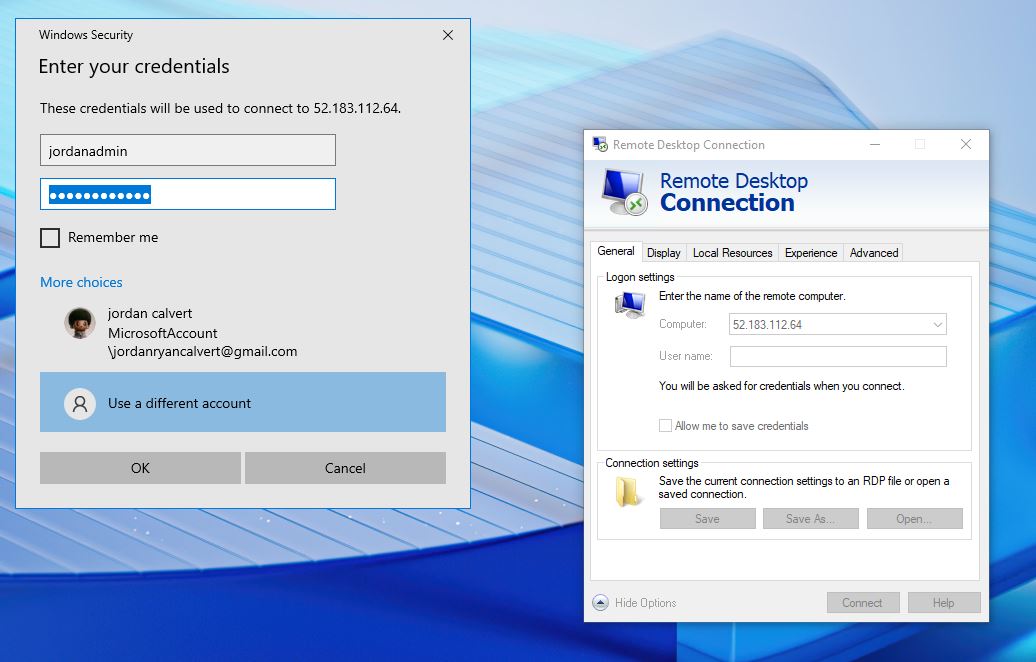 Windows Security
Enter your credentials
These credentials will be used to connect to 52.183.112.64.
jordanadmin
●●●●●●●●●●●●
Remember me
More choices
jordan calvert
MicrosoftAccount
\jordanryancalvert@gmail.com
Use a different account
OK
Cancel
Remote Desktop Connection
Remote Desktop
Connection
General
Display
Local Resources
Experience
Advanced
Logon settings
Enter the name of the remote computer.
Computer:
52.183.112.64
User name:
You will be asked for credentials when you connect.
Allow me to save credentials
Connection settings
Save the current connection settings to an RDP file or open a
saved connection.
Save
Save As...
Open...
Hide Options
Connect
Help